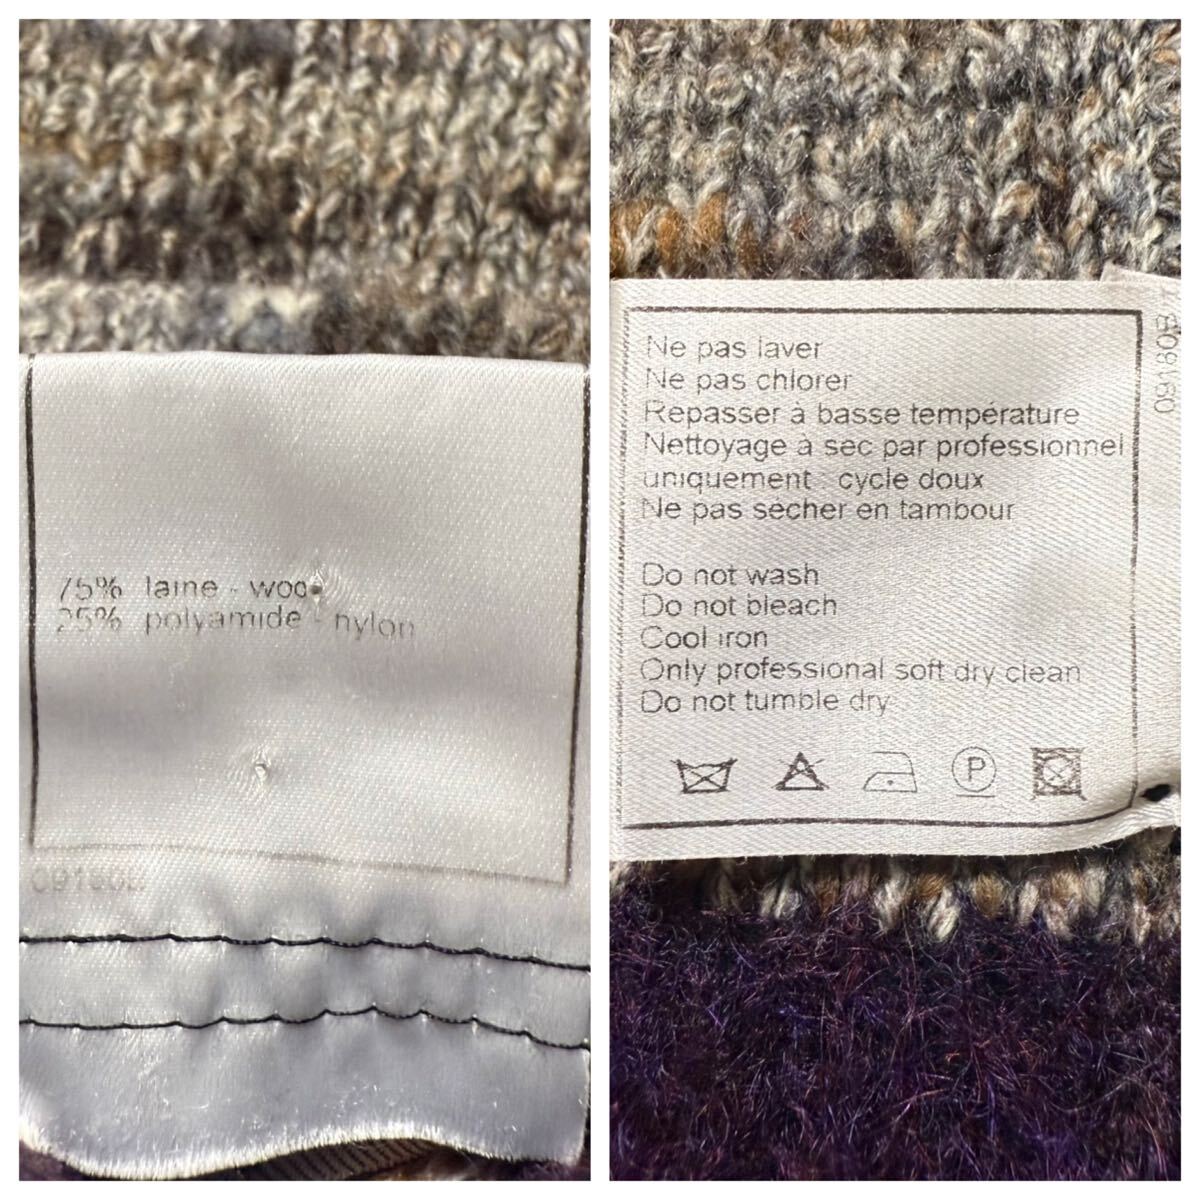 75% laine - wool
25% polyamide - nylon
09160B
Ne pas laver
Ne pas chlorer
Repasser à basse température
Nettoyage à sec par professionnel
uniquement : cycle doux
Ne pas sécher en tambour
Do not wash
Do not bleach
Cool iron
Only professional soft dry clean
Do not tumble dry
P
09160B